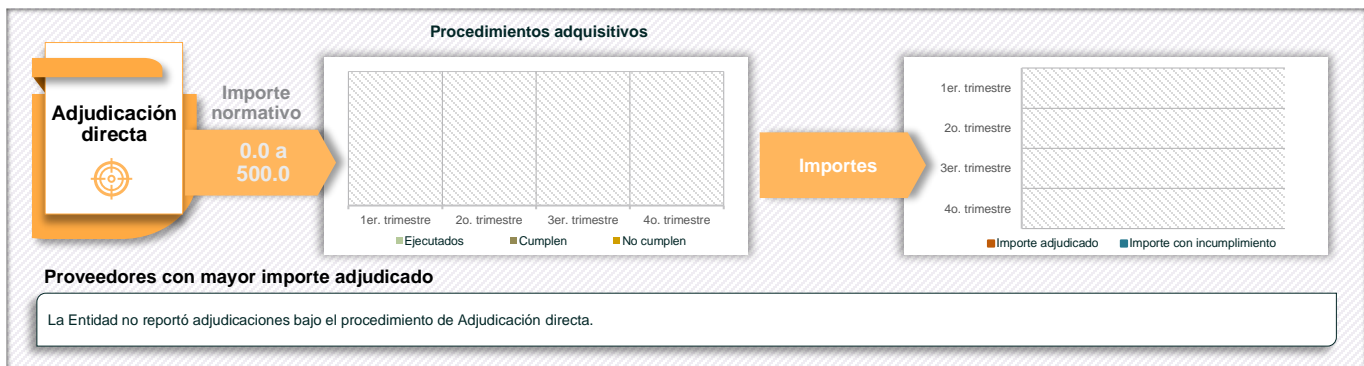 Procedimientos adquisitivos
Adjudicación
directa
Importe
normativo
0.0 a
500.0
1er. trimestre
2o. trimestre
3er. trimestre
4o. trimestre
Ejecutados
Cumplen
No cumplen
Importes
1er. trimestre
2o. trimestre
3er. trimestre
4o. trimestre
Importe adjudicado
Importe con incumplimiento
Proveedores con mayor importe adjudicado
La Entidad no reportó adjudicaciones bajo el procedimiento de Adjudicación directa.